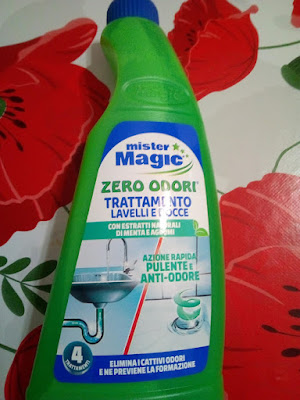 mister
Magic
ZERO ODORI
TRATTAMENTO
LAVELLI E DOCCE
CON ESTRATTI NATURALI
DI MENTA E AGRUMI
AZIONE RAPIDA
PULENTE E
ANTI-ODORE
4
TRATTAMENTI
ELIMINA I CATTIVI ODORI
E NE PREVIENE LA FORMAZIONE